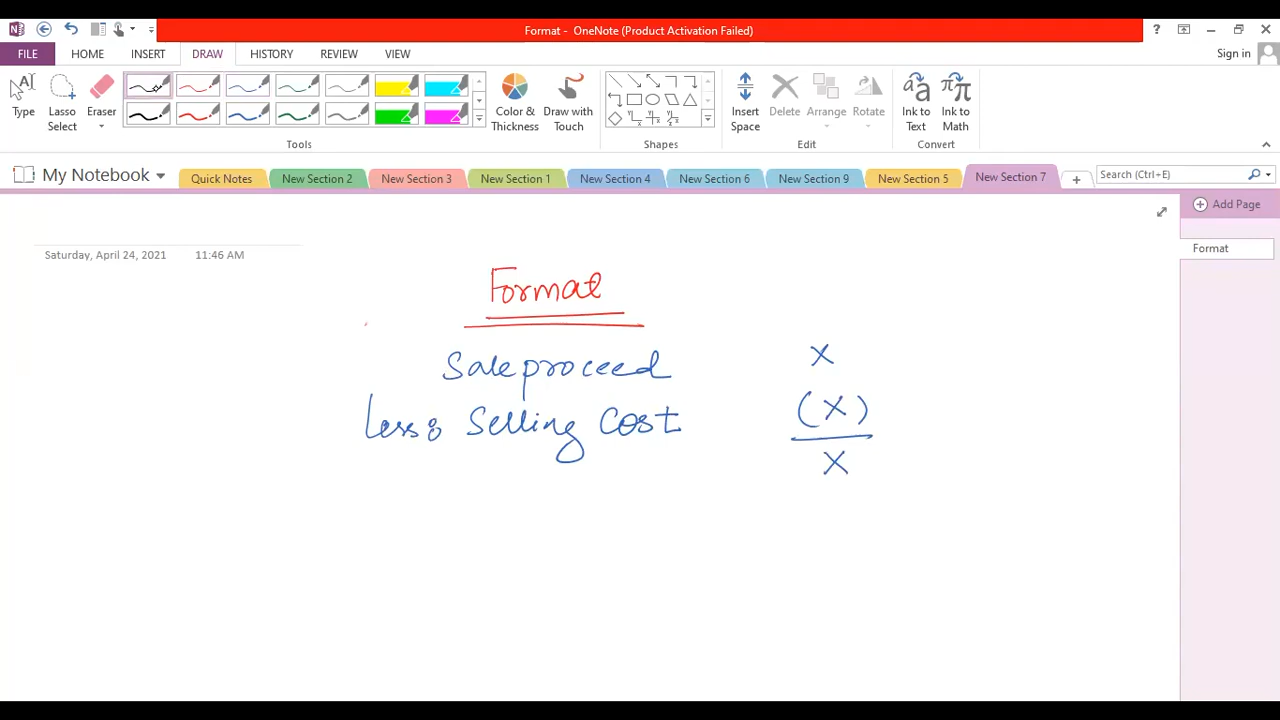 Format - OneNote (Product Activation Failed)
FILE HOME INSERT DRAW HISTORY REVIEW VIEW Sign in
Type Lasso Select Eraser Color & Thickness Draw with Touch Insert Space Delete Arrange Rotate Ink to Text Ink to Math
Tools Shapes Edit Convert
My Notebook Quick Notes New Section 2 New Section 3 New Section 1 New Section 4 New Section 6 New Section 9 New Section 5 New Section 7 Search (Ctrl+E)
Add Page
Format
Saturday, April 24, 2021 11:46 AM
Format
Sale proceed x
Less: Selling Cost (x)
x